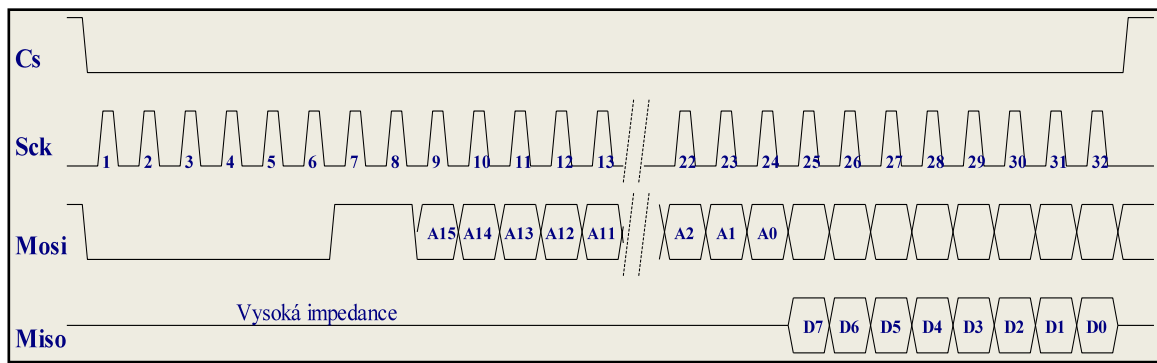 Cs
Sck 1 2 3 4 5 6 7 8 9 10 11 12 13 22 23 24 25 26 27 28 29 30 31 32
Mosi A15 A14 A13 A12 A11 A2 A1 A0
Vysoká impedance
Miso D7 D6 D5 D4 D3 D2 D1 D0